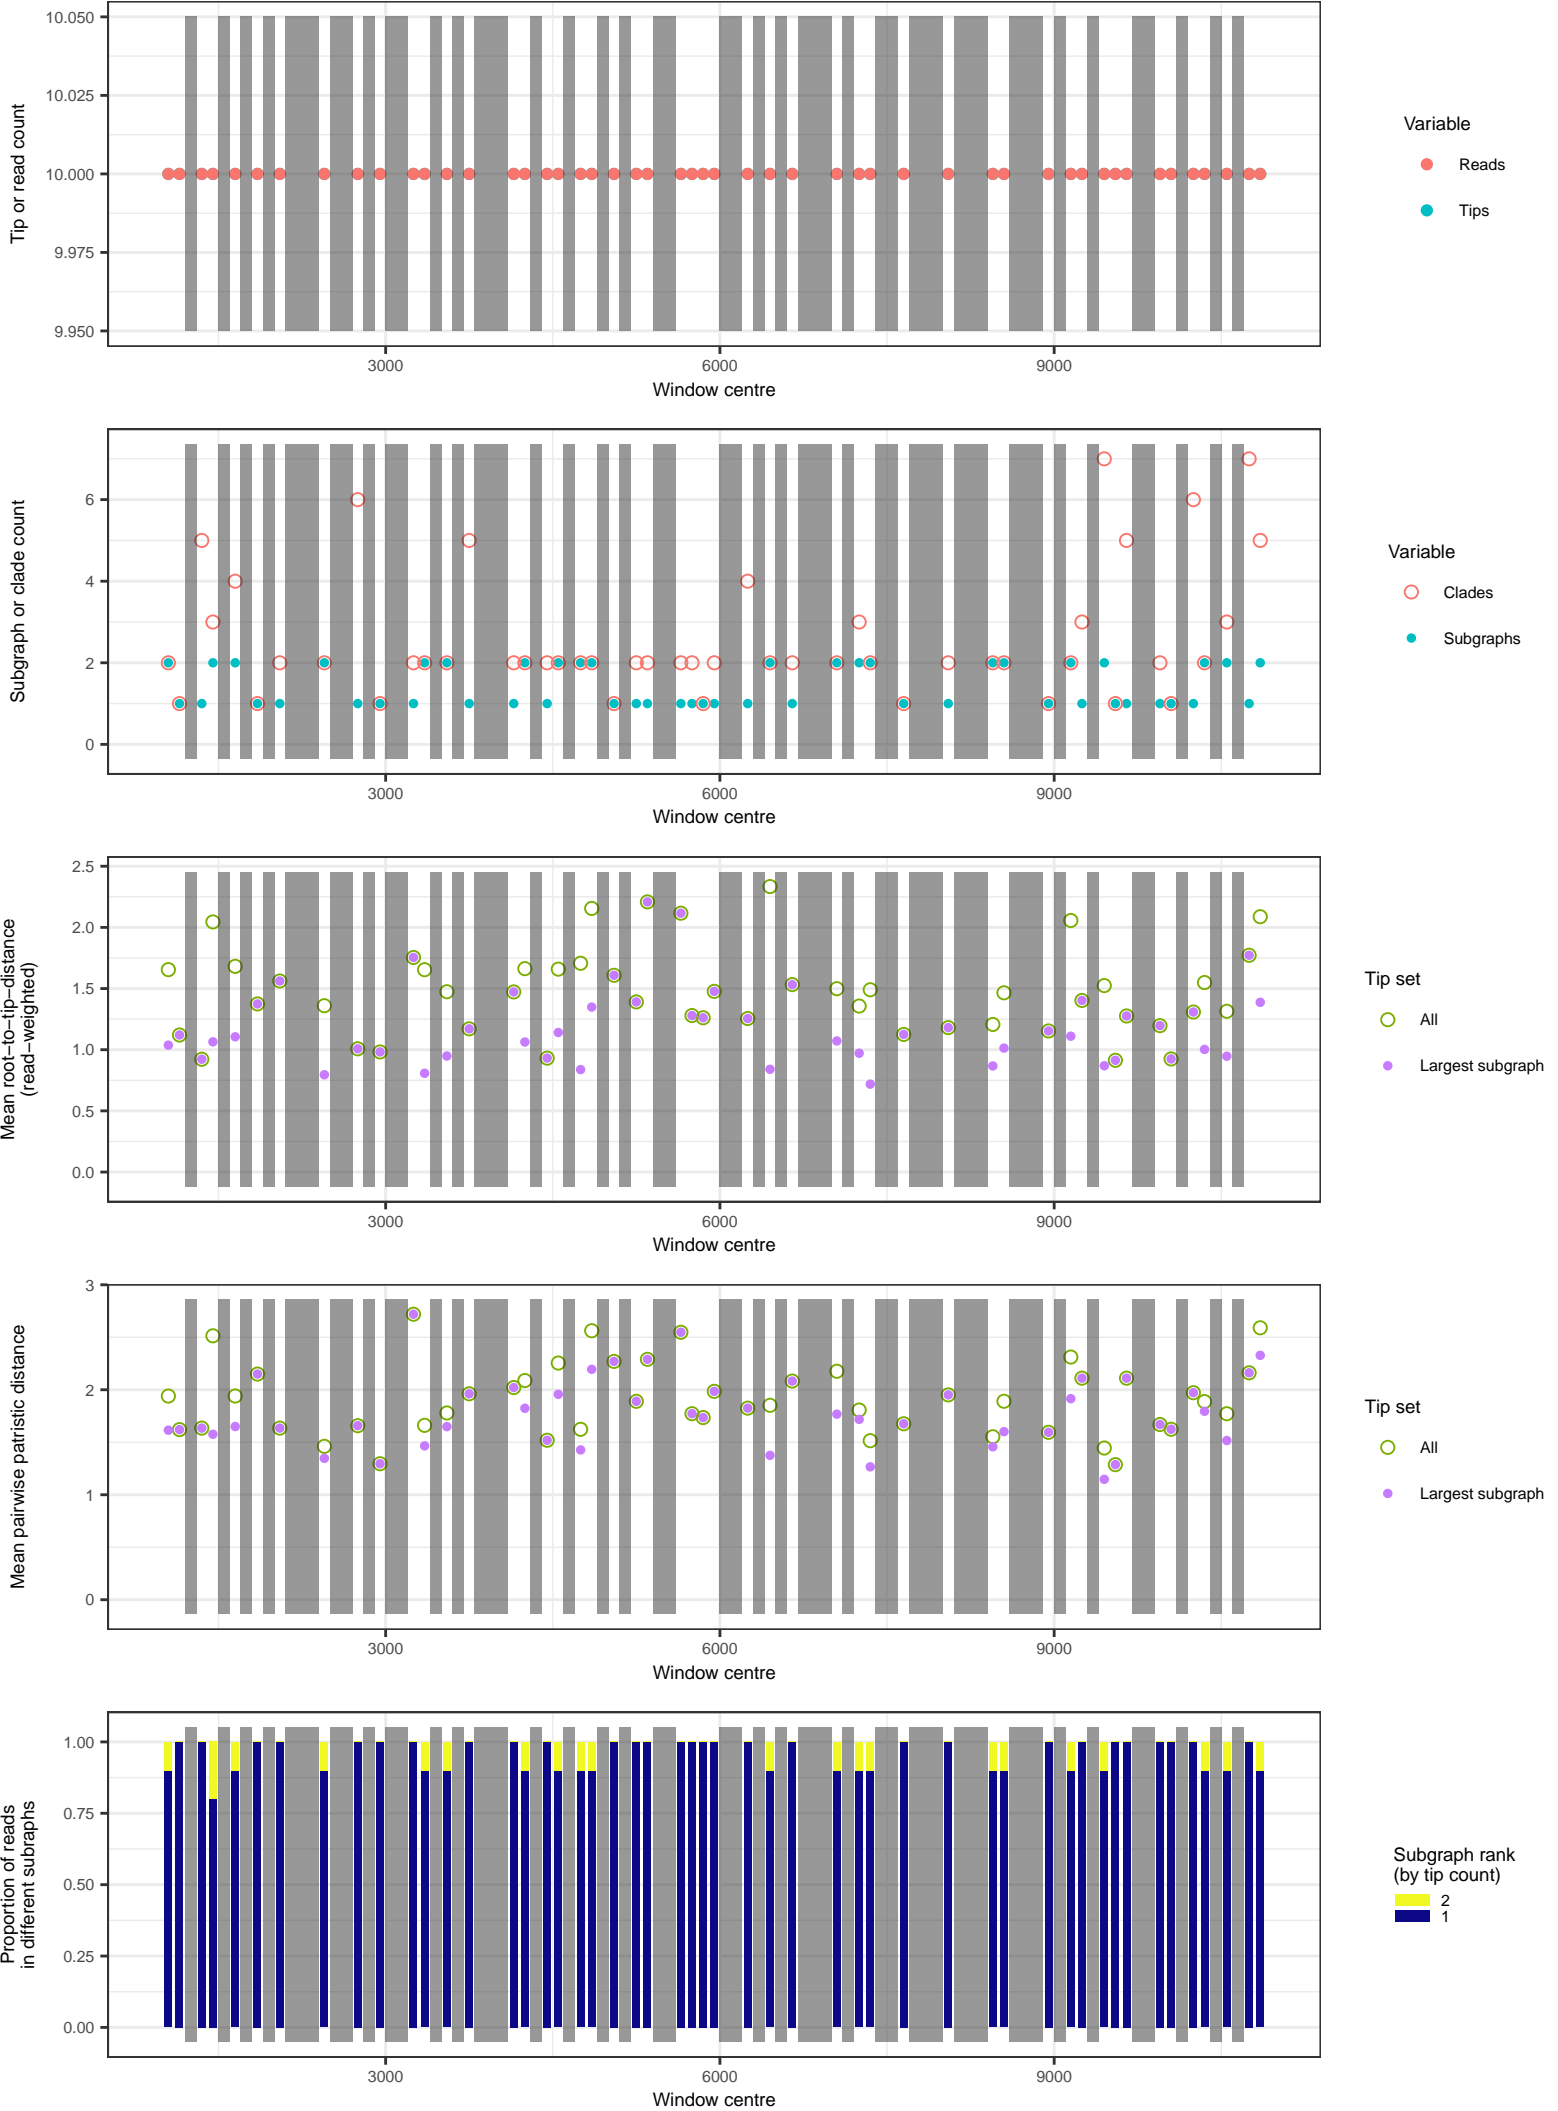 10.050
10.025
10.000
9.975
9.950
Tip or read count
3000
6000
9000
Window centre
Variable
Reads
Tips
6
4
2
0
Subgraph or clade count
3000
6000
9000
Window centre
Variable
Clades
Subgraphs
2.5
2.0
1.5
1.0
0.5
0.0
Mean root−to−tip−distance
(read−weighted)
3000
6000
9000
Window centre
Tip set
All
Largest subgraph
3
2
1
0
Mean pairwise patristic distance
3000
6000
9000
Window centre
Tip set
All
Largest subgraph
1.00
0.75
0.50
0.25
0.00
Proportion of reads
in different subraphs
3000
6000
9000
Window centre
Subgraph rank
(by tip count)
2
1